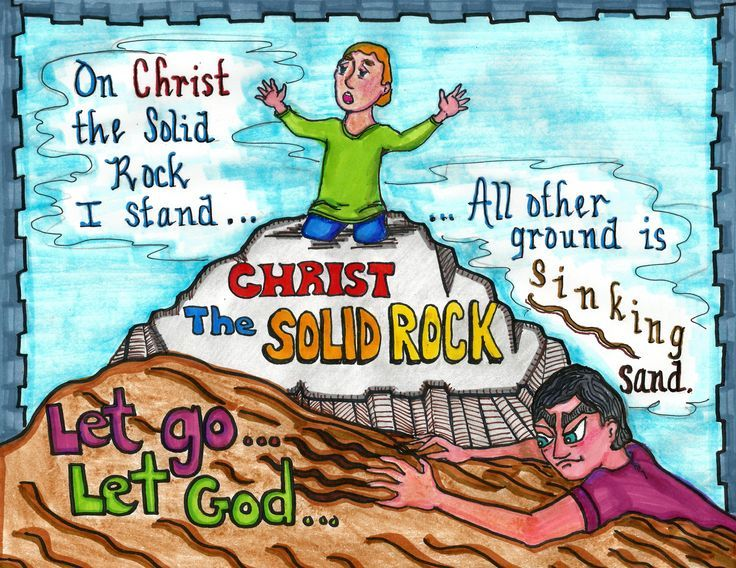 On Christ
the Solid
Rock
I stand...
... All other
ground is
sinking
sand.
CHRIST
The SOLID ROCK
Let go...
Let God...